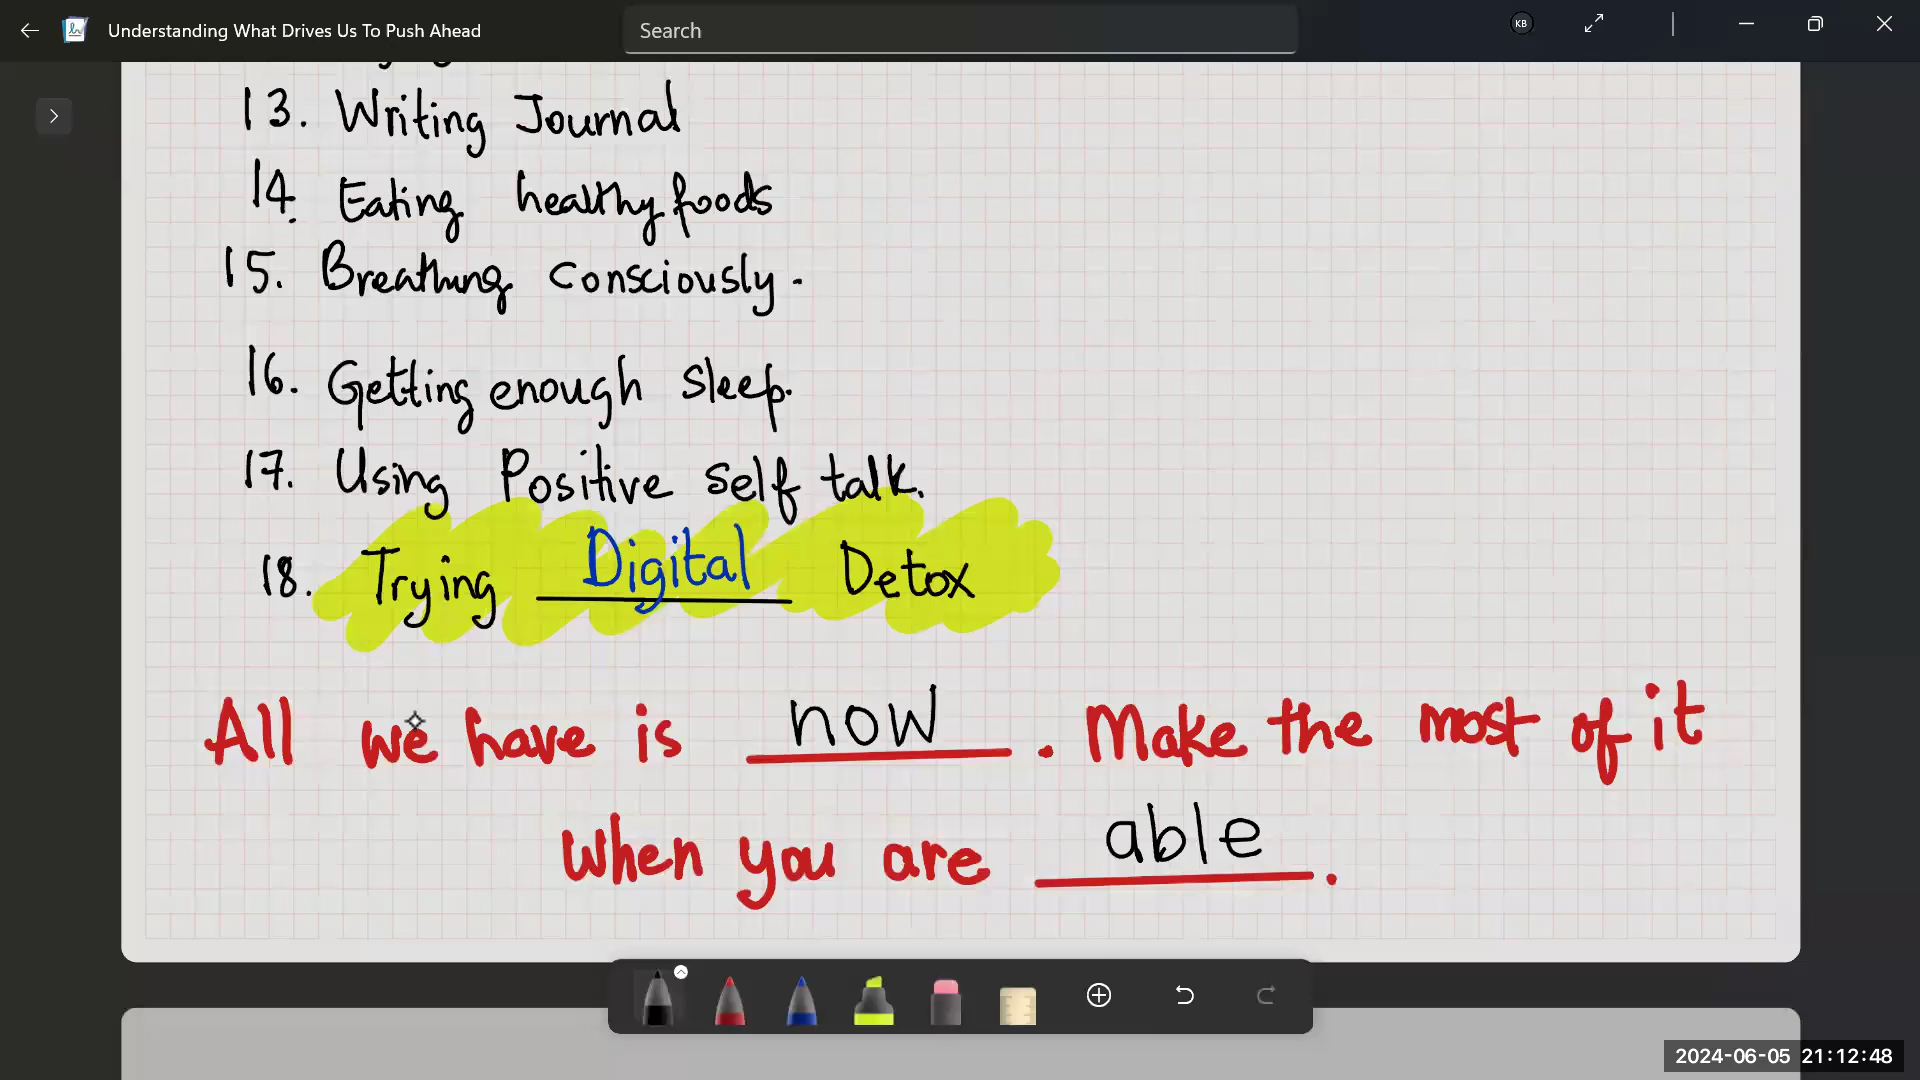 Understanding What Drives Us To Push Ahead
Search
KB
13. Writing Journal
14. Eating healthy foods
15. Breathing Consciously.
16. Getting enough sleep.
17. Using Positive self talk.
18. Trying Digital Detox
All we have is now. Make the most of it
When you are able.
2024-06-05 21:12:48